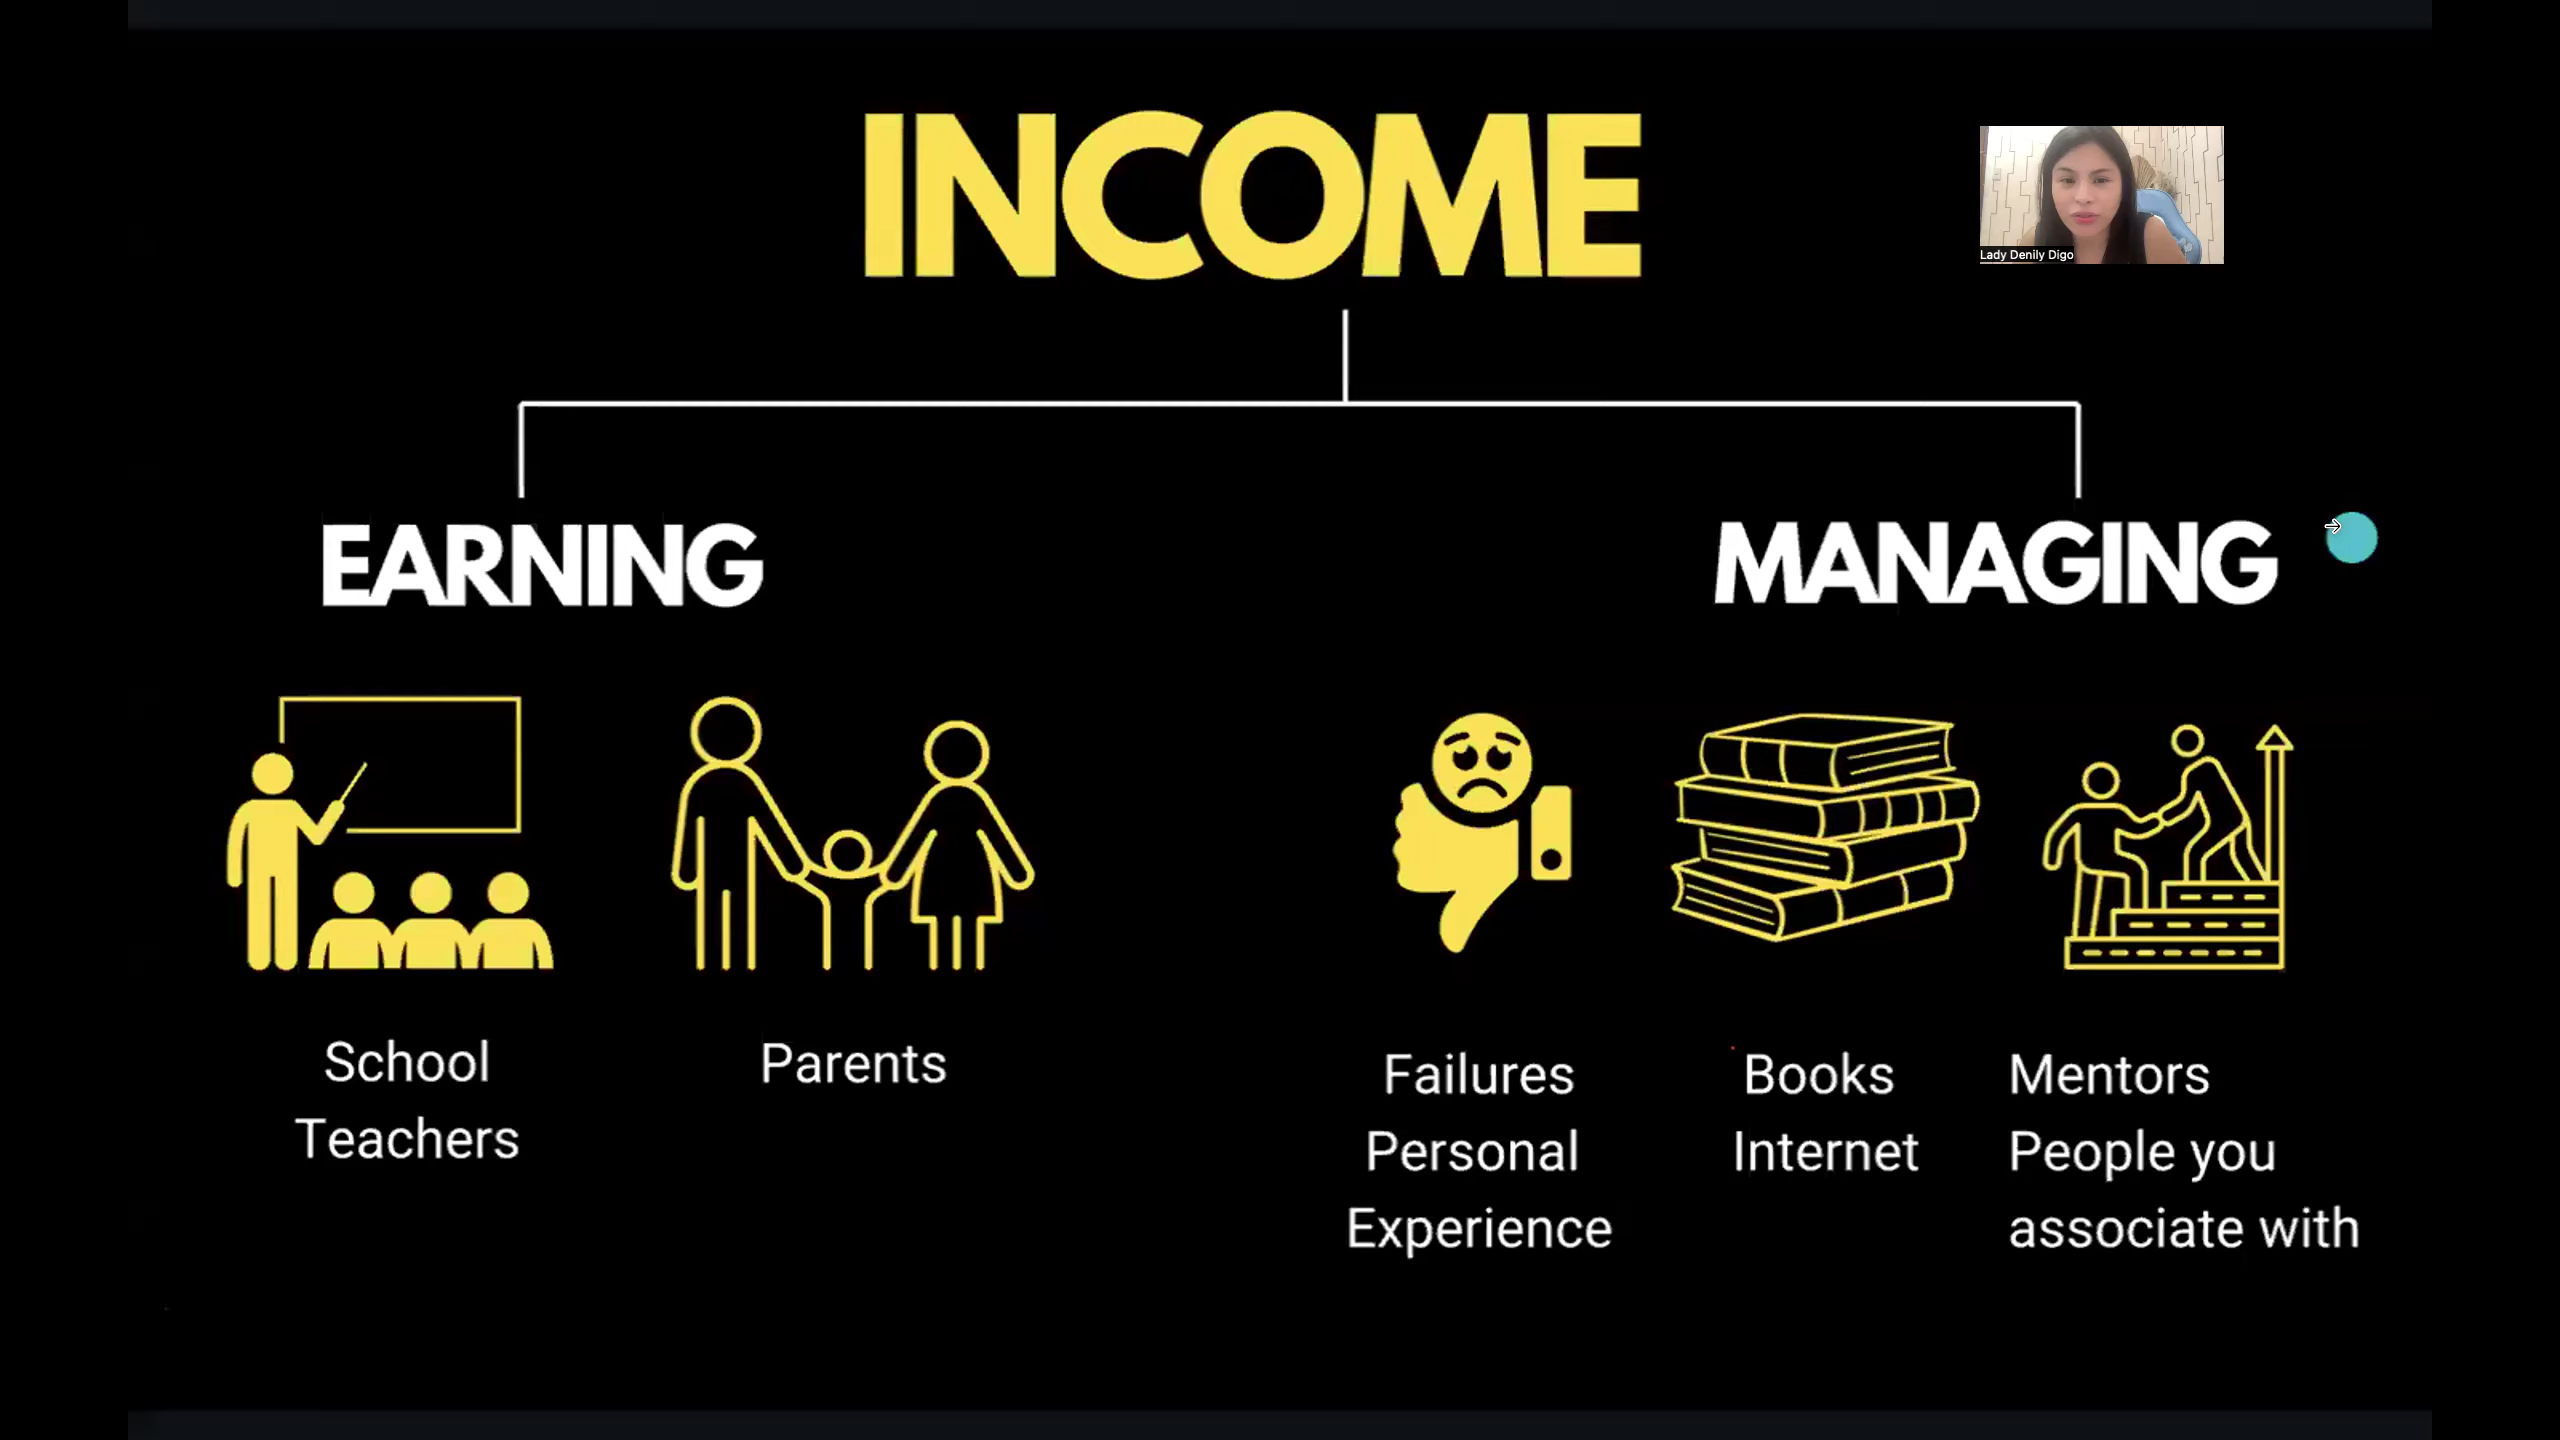 INCOME
Lady Denily Digo
EARNING
MANAGING
School
Teachers
Parents
Failures
Personal
Experience
Books
Internet
Mentors
People you
associate with